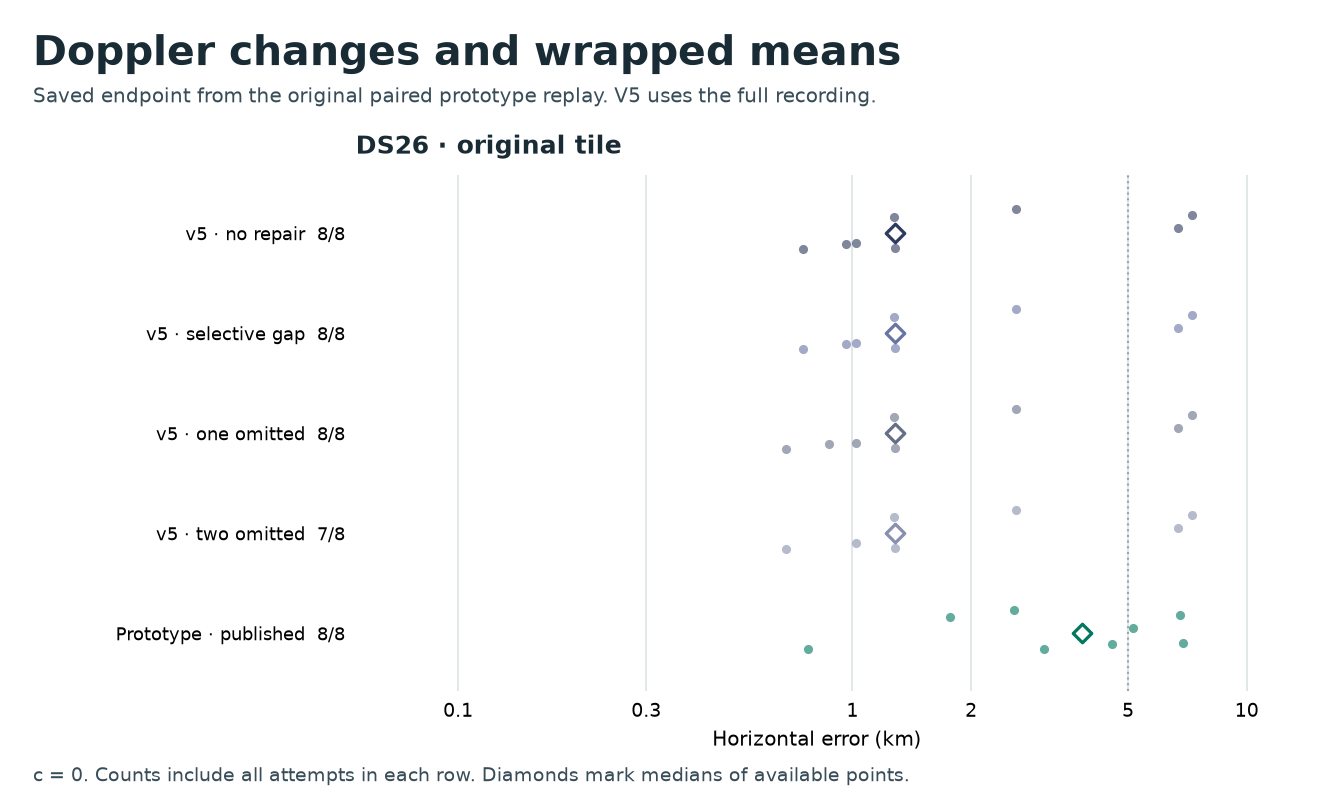 Doppler changes and wrapped means
Saved endpoint from the original paired prototype replay. V5 uses the full recording.
DS26 · original tile
v5 · no repair 8/8
v5 · selective gap 8/8
v5 · one omitted 8/8
v5 · two omitted 7/8
Prototype · published 8/8
0.1 0.3 1 2 5 10
Horizontal error (km)
c = 0. Counts include all attempts in each row. Diamonds mark medians of available points.